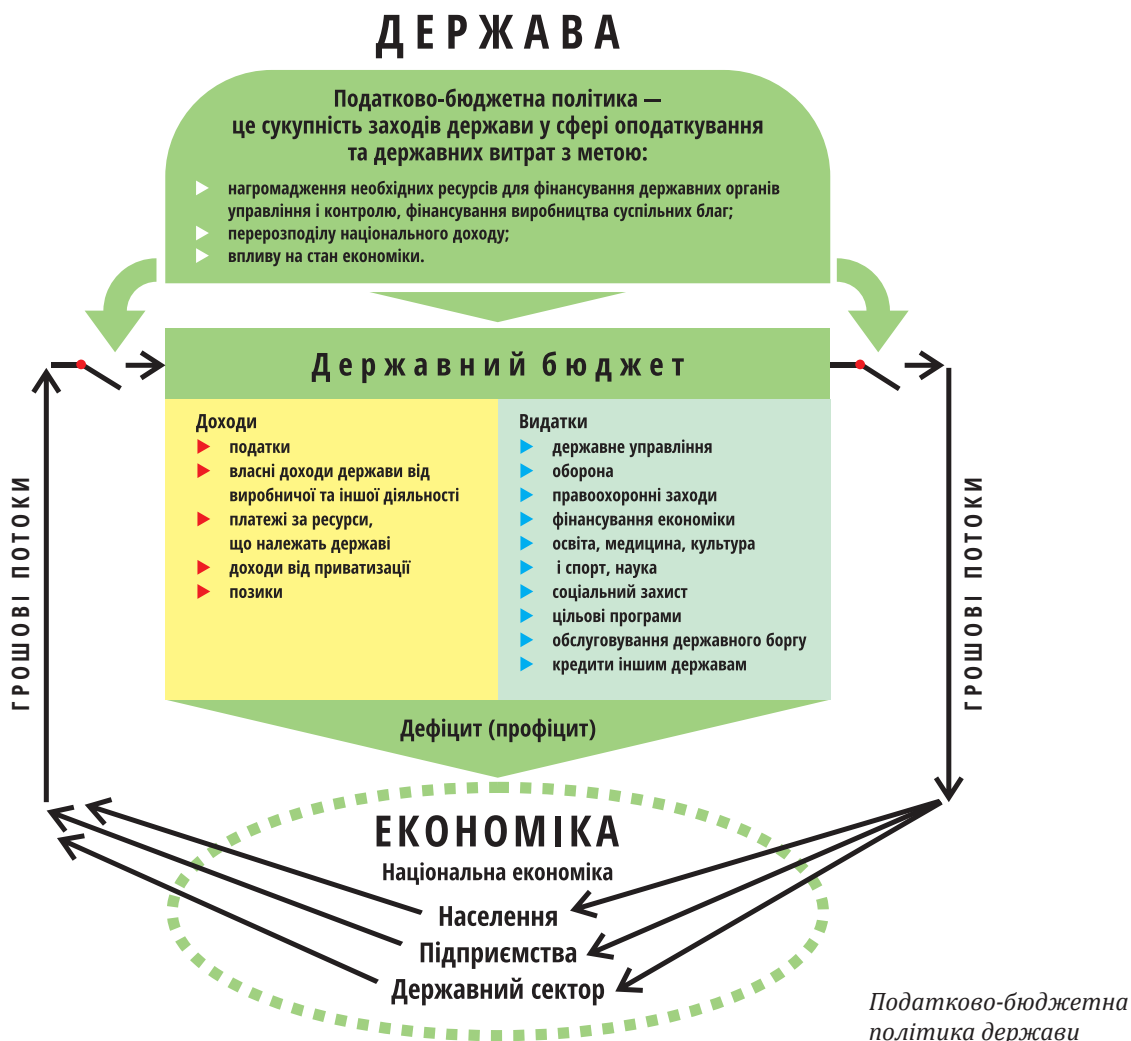 ДЕРЖАВА
Податково-бюджетна політика —
це сукупність заходів держави у сфері оподаткування
та державних витрат з метою:
нагромадження необхідних ресурсів для фінансування державних органів
управління і контролю, фінансування виробництва суспільних благ;
перерозподілу національного доходу;
впливу на стан економіки.
Державний бюджет
Доходи
податки
власні доходи держави від
виробничої та іншої діяльності
платежі за ресурси,
що належать державі
доходи від приватизації
позики
Видатки
державне управління
оборона
правоохоронні заходи
фінансування економіки
освіта, медицина, культура
і спорт, наука
соціальний захист
цільові програми
обслуговування державного боргу
кредити іншим державам
ГРОШОВІ ПОТОКИ
ГРОШОВІ ПОТОКИ
Дефіцит (профіцит)
ЕКОНОМІКА
Національна економіка
Населення
Підприємства
Державний сектор
Податково-бюджетна
політика держави